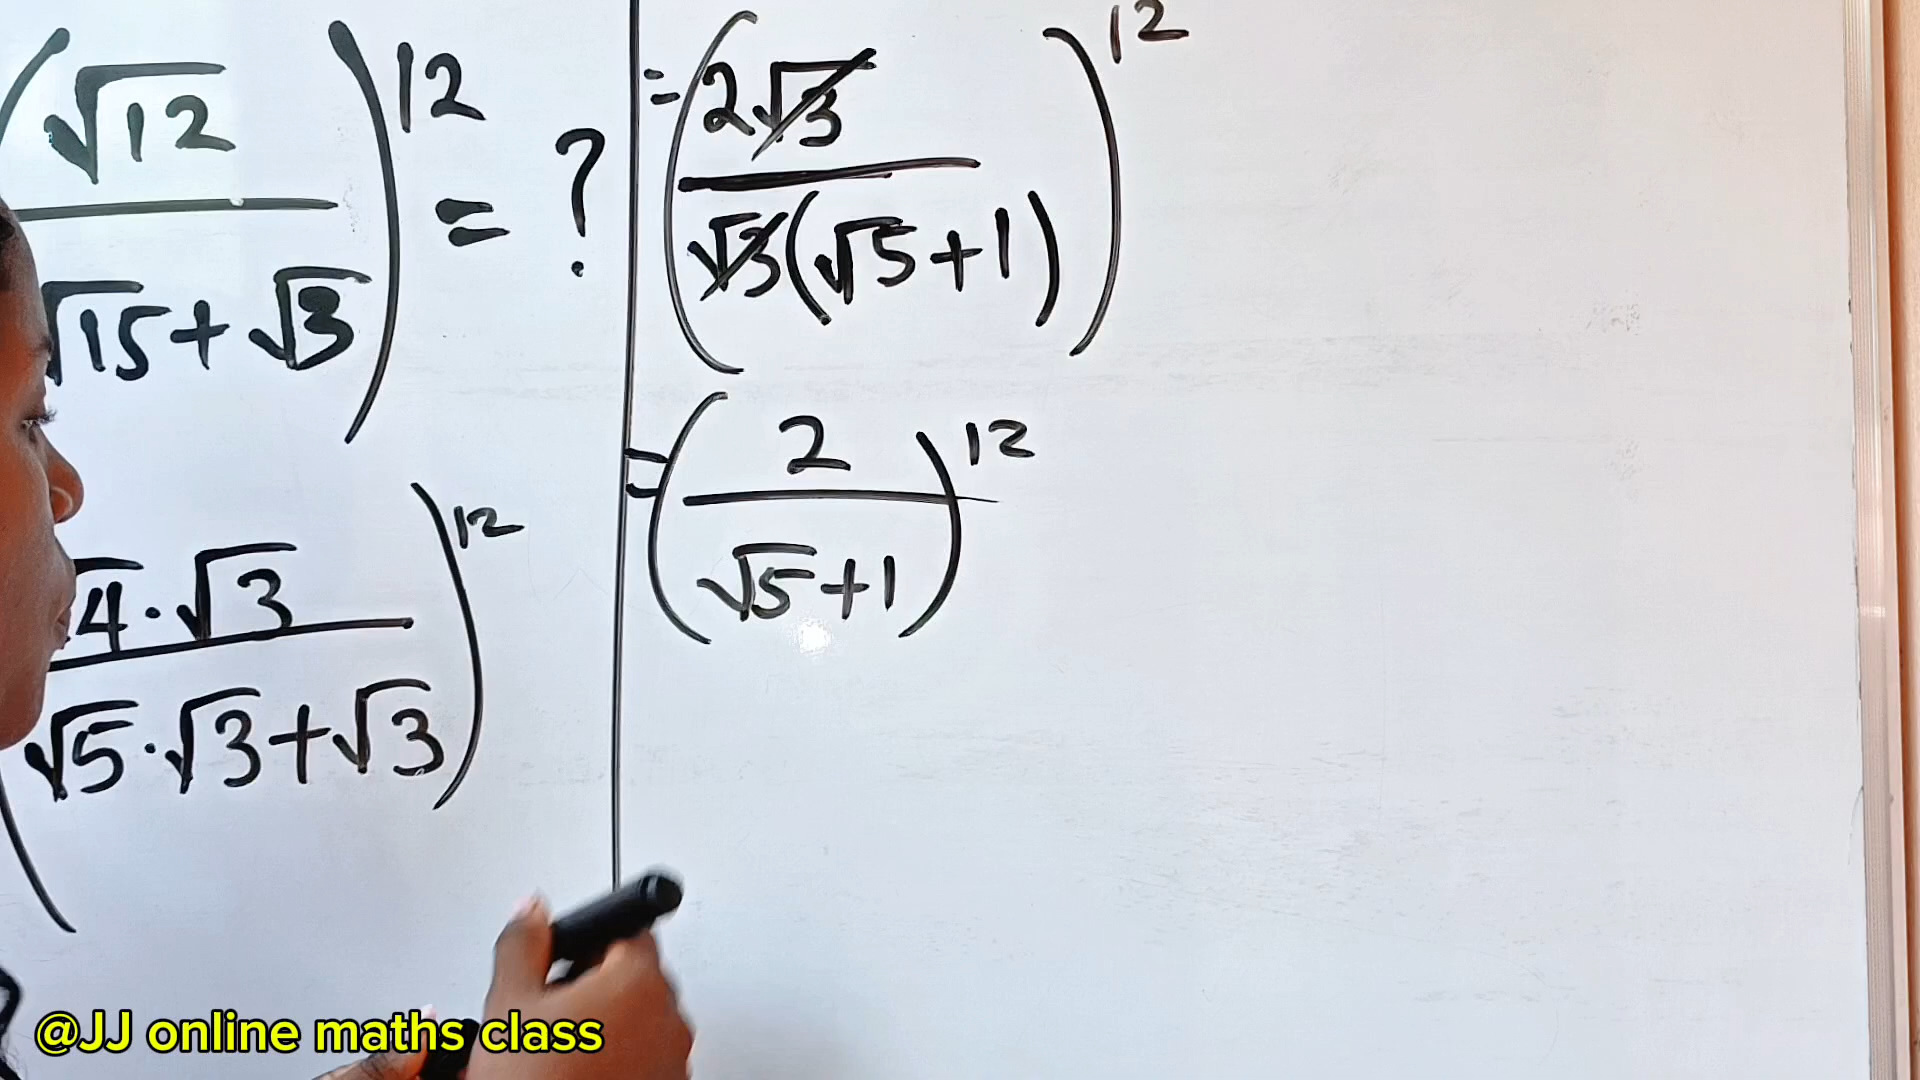 (√12 / √15 + √3)^12 = ?
√4 · √3 / √5 · √3 + √3)^12
= (2√3 / √3(√5 + 1))^12
= (2 / √5 + 1)^12
@JJ online maths class